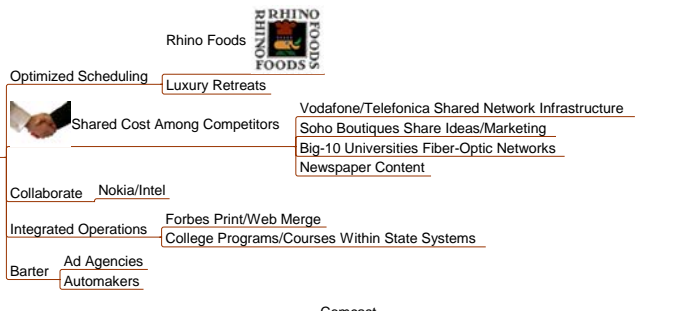 Rhino Foods
RHINO
RHINO
FOODS
FOODS
Optimized Scheduling
Luxury Retreats
Shared Cost Among Competitors
Vodafone/Telefonica Shared Network Infrastructure
Soho Boutiques Share Ideas/Marketing
Big-10 Universities Fiber-Optic Networks
Newspaper Content
Collaborate
Nokia/Intel
Integrated Operations
Forbes Print/Web Merge
College Programs/Courses Within State Systems
Barter
Ad Agencies
Automakers